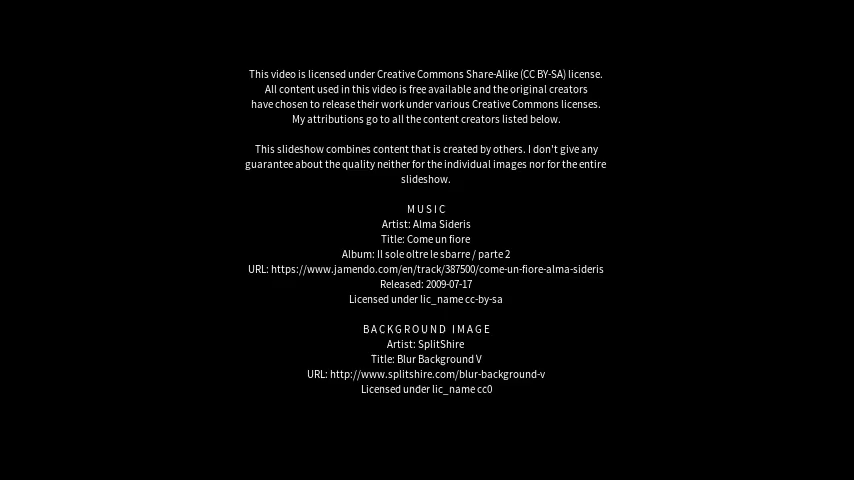 This video is licensed under Creative Commons Share-Alike (CC BY-SA) license.
All content used in this video is free available and the original creators
have chosen to release their work under various Creative Commons licenses.
My attributions go to all the content creators listed below.
This slideshow combines content that is created by others. I don't give any
guarantee about the quality neither for the individual images nor for the entire
slideshow.
MUSIC
Artist: Alma Sideris
Title: Come un fiore
Album: Il sole oltre le sbarre / parte 2
URL: https://www.jamendo.com/en/track/387500/come-un-fiore-alma-sideris
Released: 2009-07-17
Licensed under lic_name cc-by-sa
BACKGROUND IMAGE
Artist: SplitShire
Title: Blur Background V
URL: http://www.splitshire.com/blur-background-v
Licensed under lic_name cc0